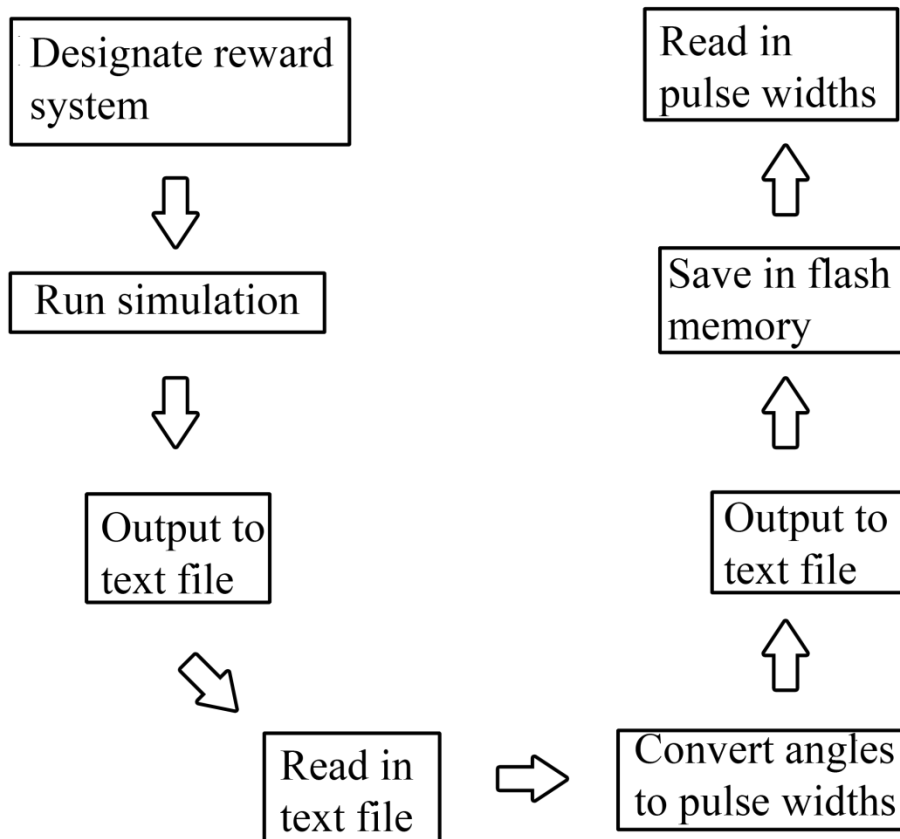 Designate reward
system
Run simulation
Output to
text file
Read in
text file
Convert angles
to pulse widths
Output to
text file
Save in flash
memory
Read in
pulse widths